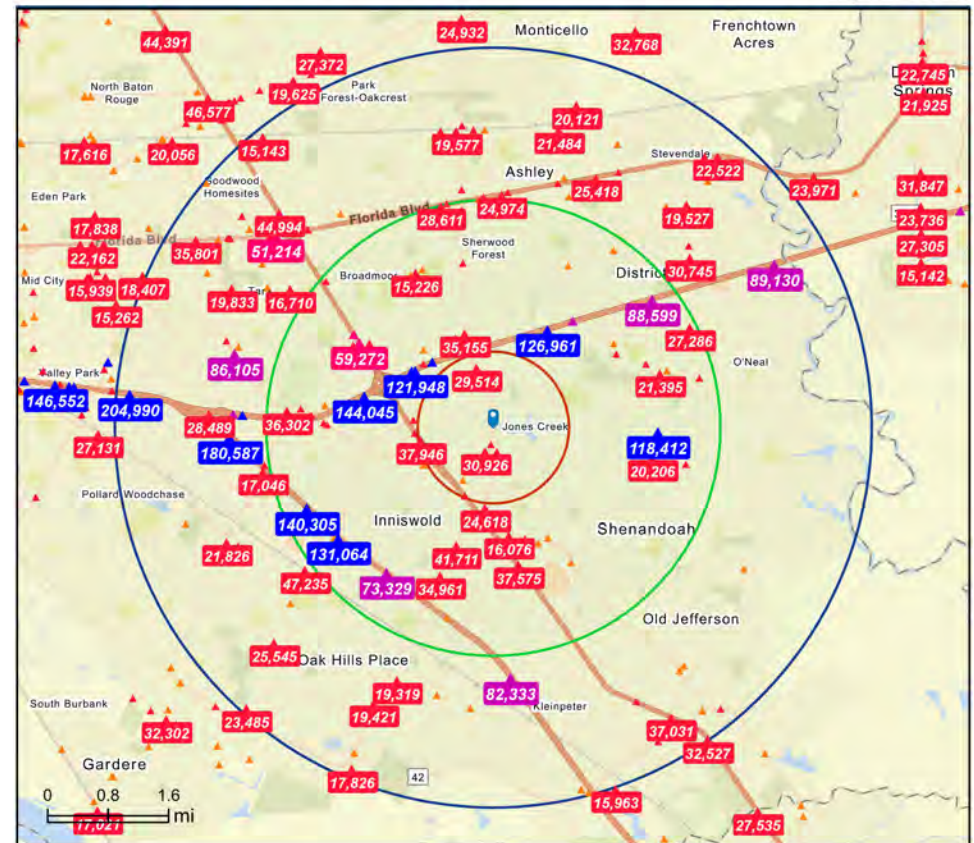 24,932
Monticello
Frenchtown
Acres
44,391
32,768
27,372
22,745
Springs
21,925
North Baton
Rouge
19,625
Park
Forest-Oakcrest
46,577
20,121
17,616
20,056
15,143
19,577
21,484
Stevendale
22,522
Ashley
Goodwood
Homesites
25,418
23,971
31,847
Eden Park
24,974
28,611
Florida Blvd
19,527
23,736
17,838
44,994
Florida Blvd
51,214
35,801
22,162
Sherwood
Forest
27,305
Mid City
15,939
18,407
Broadmoor
15,226
District
30,745
89,130
15,142
19,833
16,710
15,262
88,599
59,272
35,155
126,961
27,286
86,105
O'Neal
Valley Park
146,552
204,990
121,948
29,514
21,395
144,045
28,489
36,302
Jones Creek
27,131
180,587
37,946
30,926
118,412
20,206
17,046
Pollard Woodchase
140,305
Inniswold
24,618
Shenandoah
131,064
21,826
41,711
16,076
47,235
73,329
34,961
37,575
Old Jefferson
25,545
Oak Hills Place
19,319
82,333
Kleinpeter
South Burbank
32,302
23,485
19,421
37,031
32,527
Gardere
17,826
42
15,963
0
0.8
1.6
mi
17,021
27,535